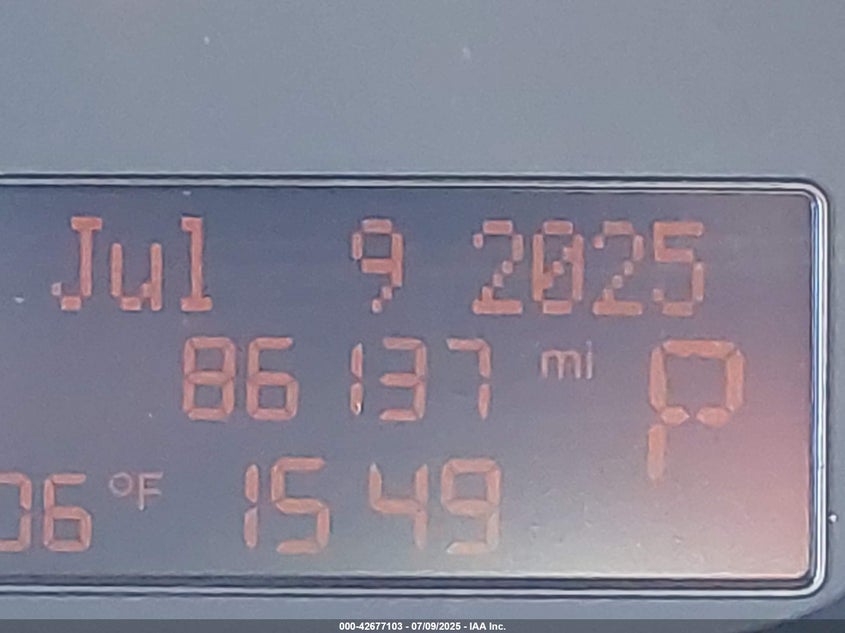 Jul 9 2025
86137 mi P
06 °F 1549
000-42677103 - 07/09/2025 - IAA Inc.